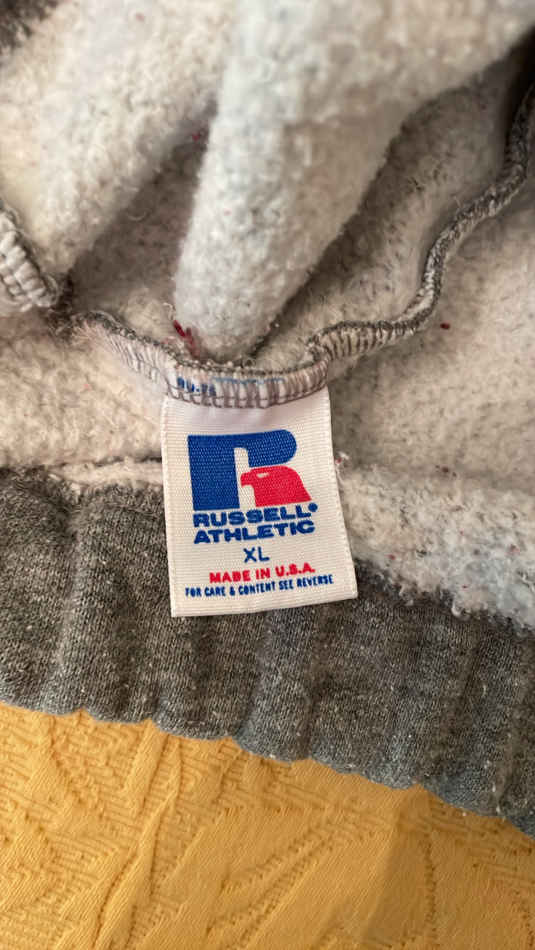 RUSSELL®
ATHLETIC
XL
MADE IN U.S.A.
FOR CARE & CONTENT SEE REVERSE